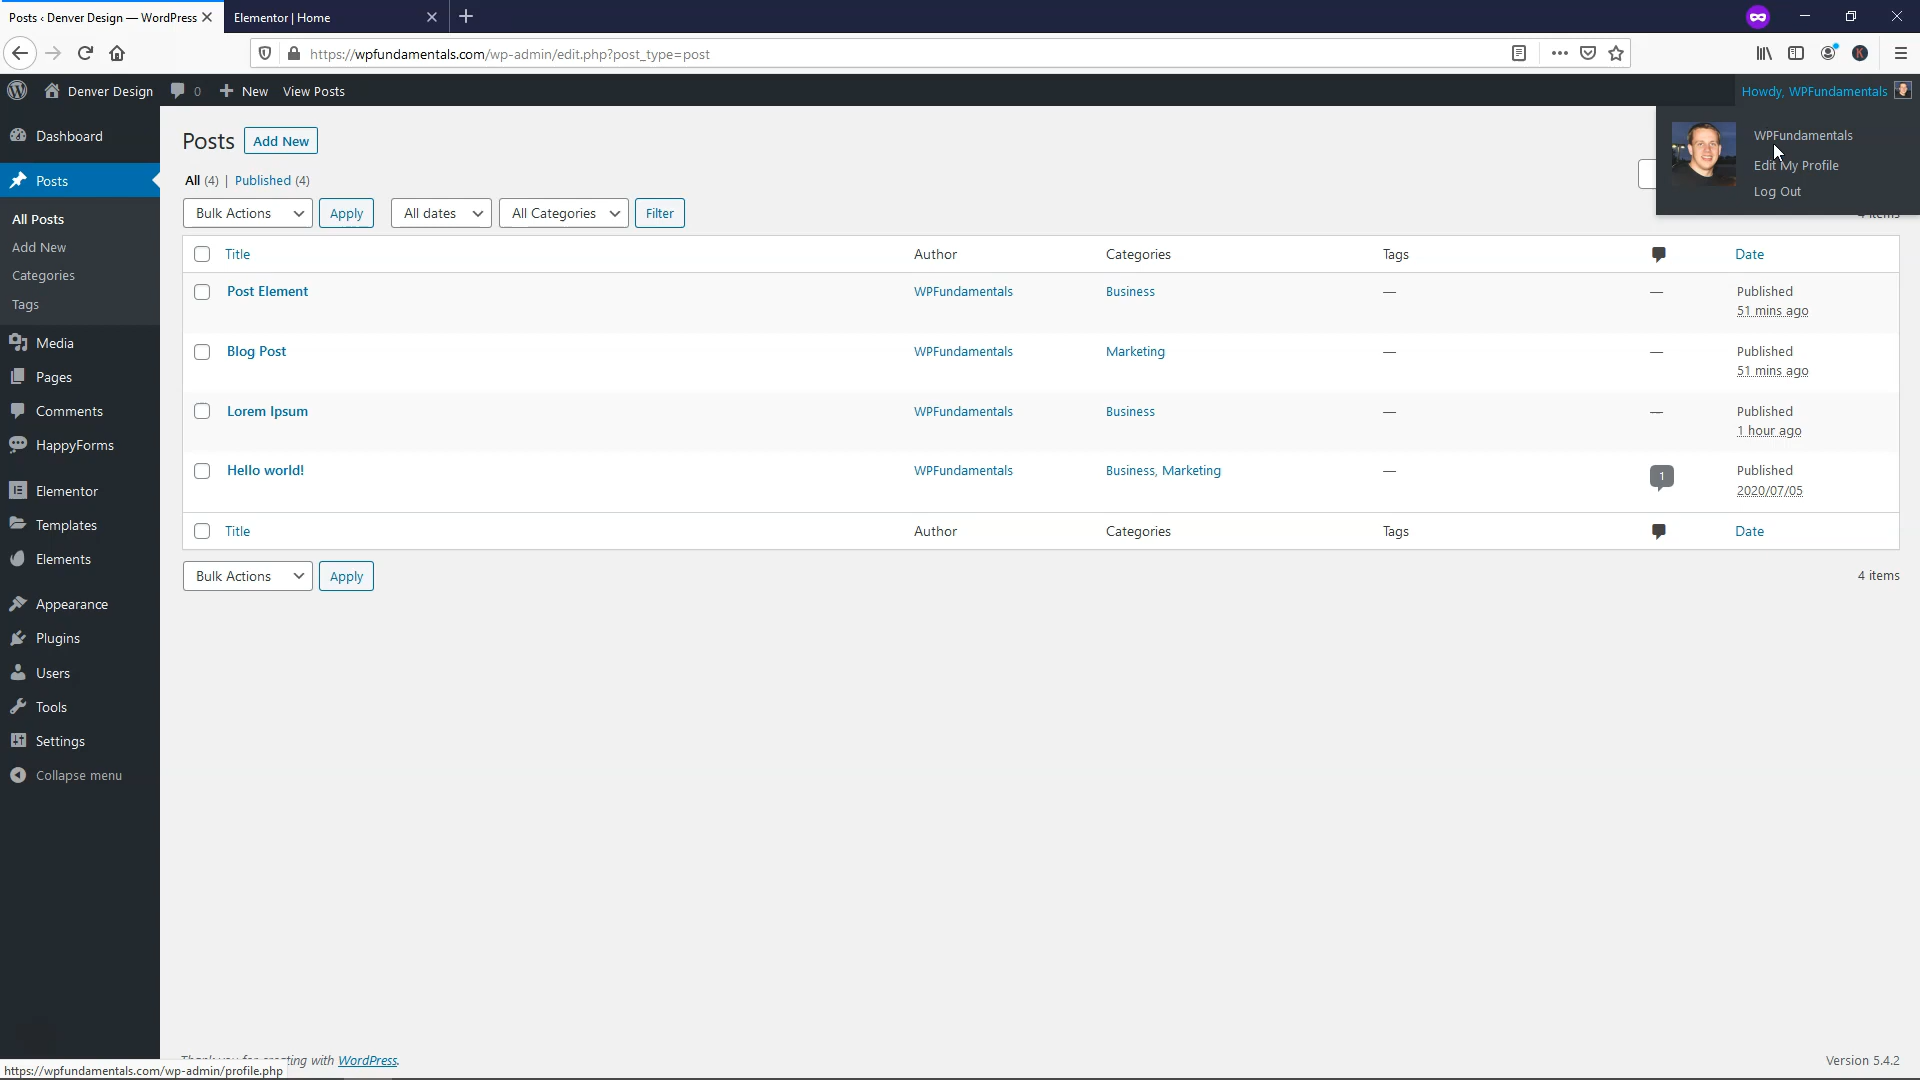 Posts ‹ Denver Design — WordPress
Elementor | Home
https://wpfundamentals.com/wp-admin/edit.php?post_type=post
Denver Design
0
New
View Posts
Howdy, WPFundamentals
WPFundamentals
Edit My Profile
Log Out
Dashboard
Posts
All Posts
Add New
Categories
Tags
Media
Pages
Comments
HappyForms
Elementor
Templates
Elements
Appearance
Plugins
Users
Tools
Settings
Collapse menu
Posts
Add New
All (4) | Published (4)
Bulk Actions
Apply
All dates
All Categories
Filter
4 items
Title Author Categories Tags Date
Post Element WPFundamentals Business — — Published
51 mins ago
Blog Post WPFundamentals Marketing — — Published
51 mins ago
Lorem Ipsum WPFundamentals Business — — Published
1 hour ago
Hello world! WPFundamentals Business, Marketing — 1 Published
2020/07/05
Title Author Categories Tags Date
Bulk Actions
Apply
4 items
Thank you for creating with WordPress.
Version 5.4.2
https://wpfundamentals.com/wp-admin/profile.php